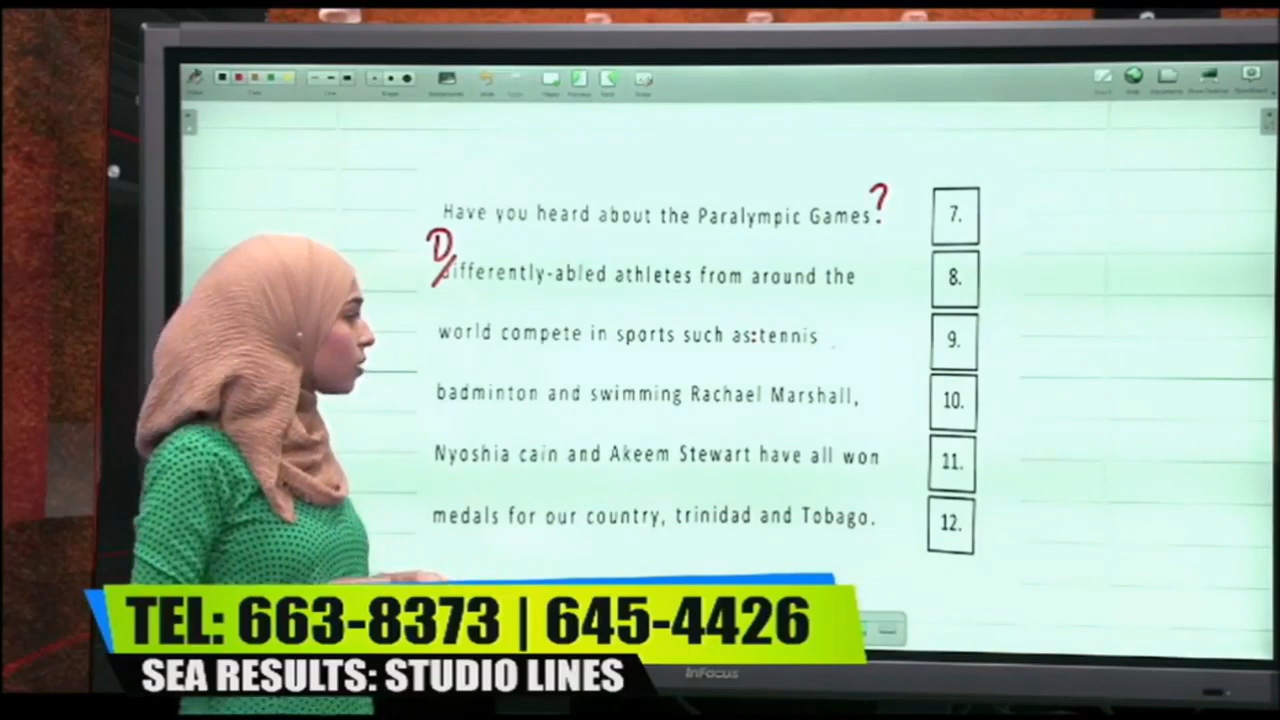 Have you heard about the Paralympic Games.?
7.
D
differently-abled athletes from around the
8.
world compete in sports such as:tennis
9.
badminton and swimming Rachael Marshall,
10.
Nyoshia cain and Akeem Stewart have all won
11.
medals for our country, trinidad and Tobago.
12.
TEL: 663-8373 | 645-4426
SEA RESULTS: STUDIO LINES
InFocus